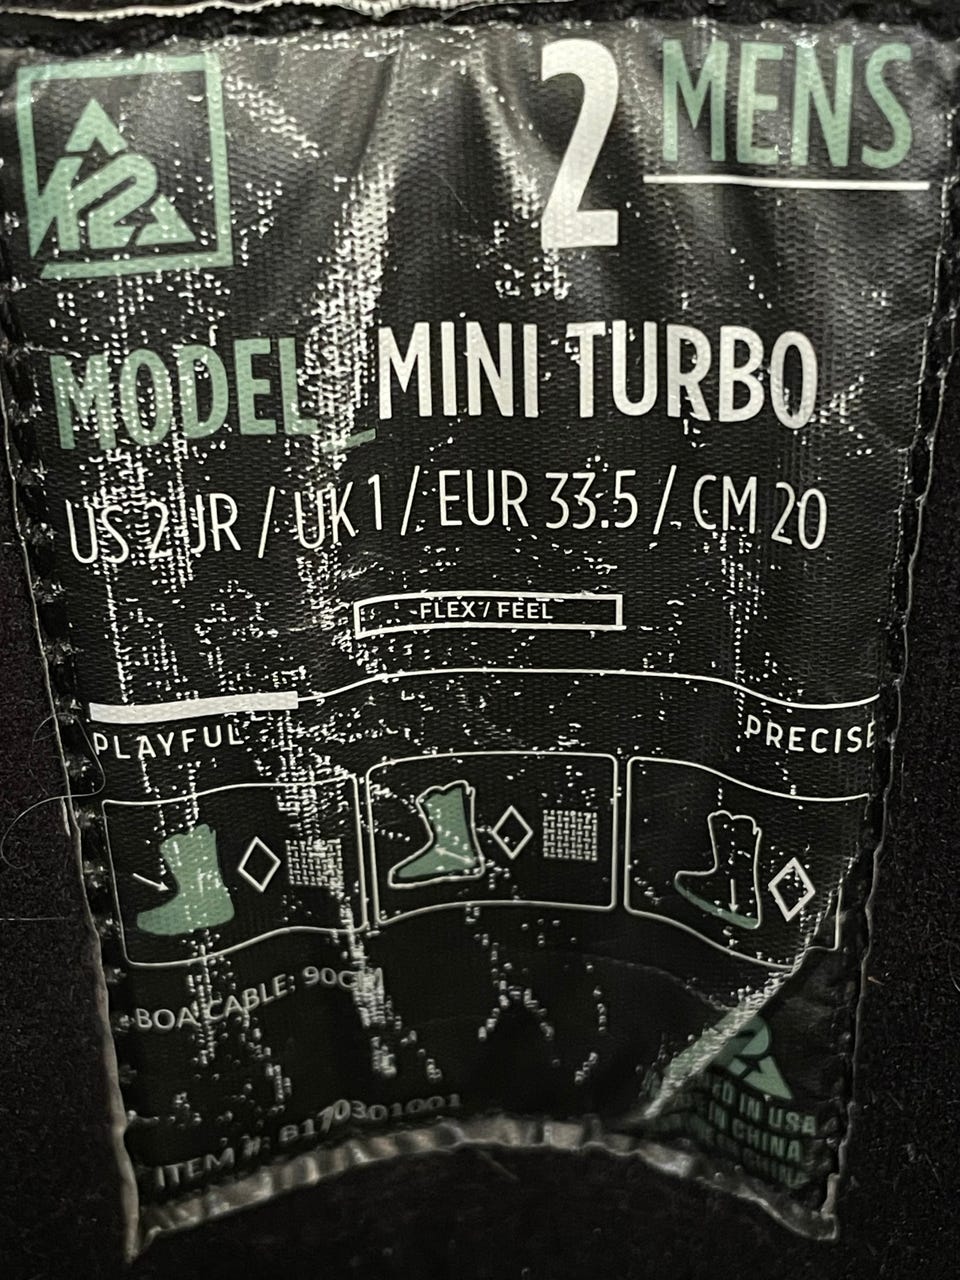 K2
2 MENS
MODEL_MINI TURBO
US 2 JR / UK 1 / EUR 33.5 / CM 20
FLEX / FEEL
PLAYFUL
PRECISE
BOA CABLE: 90CM
ITEM #: B170301001
IN USA
IN CHINA